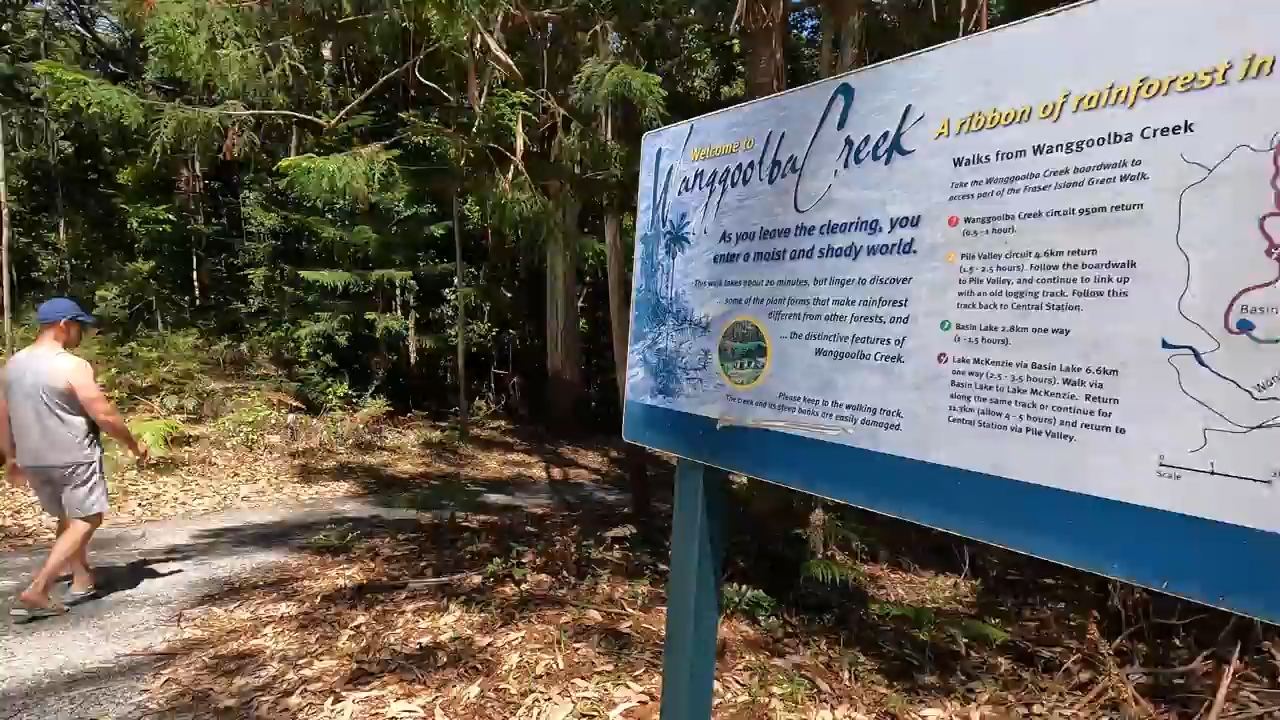 Welcome to
Wanggoolba Creek
As you leave the clearing, you
enter a moist and shady world.
This walk takes about 20 minutes, but linger to discover
... some of the plant forms that make rainforest
different from other forests, and
... the distinctive features of
Wanggoolba Creek.
Please keep to the walking track.
The creek and its steep banks are easily damaged.
A ribbon of rainforest in
Walks from Wanggoolba Creek
Take the Wanggoolba Creek boardwalk to
access part of the Fraser Island Great Walk.
1 Wanggoolba Creek circuit 950m return
(0.5 - 1 hour).
2 Pile Valley circuit 4.6km return
(1.5 - 2.5 hours). Follow the boardwalk
to Pile Valley, and continue to link up
with an old logging track. Follow this
track back to Central Station.
3 Basin Lake 2.8km one way
(1 - 1.5 hours).
4 Lake McKenzie via Basin Lake 6.6km
one way (2.5 - 3.5 hours). Walk via
Basin Lake to Lake McKenzie. Return
along the same track or continue for
11.3km (allow 4 - 5 hours) and return to
Central Station via Pile Valley.
Basin
Wan
0 1
Scale